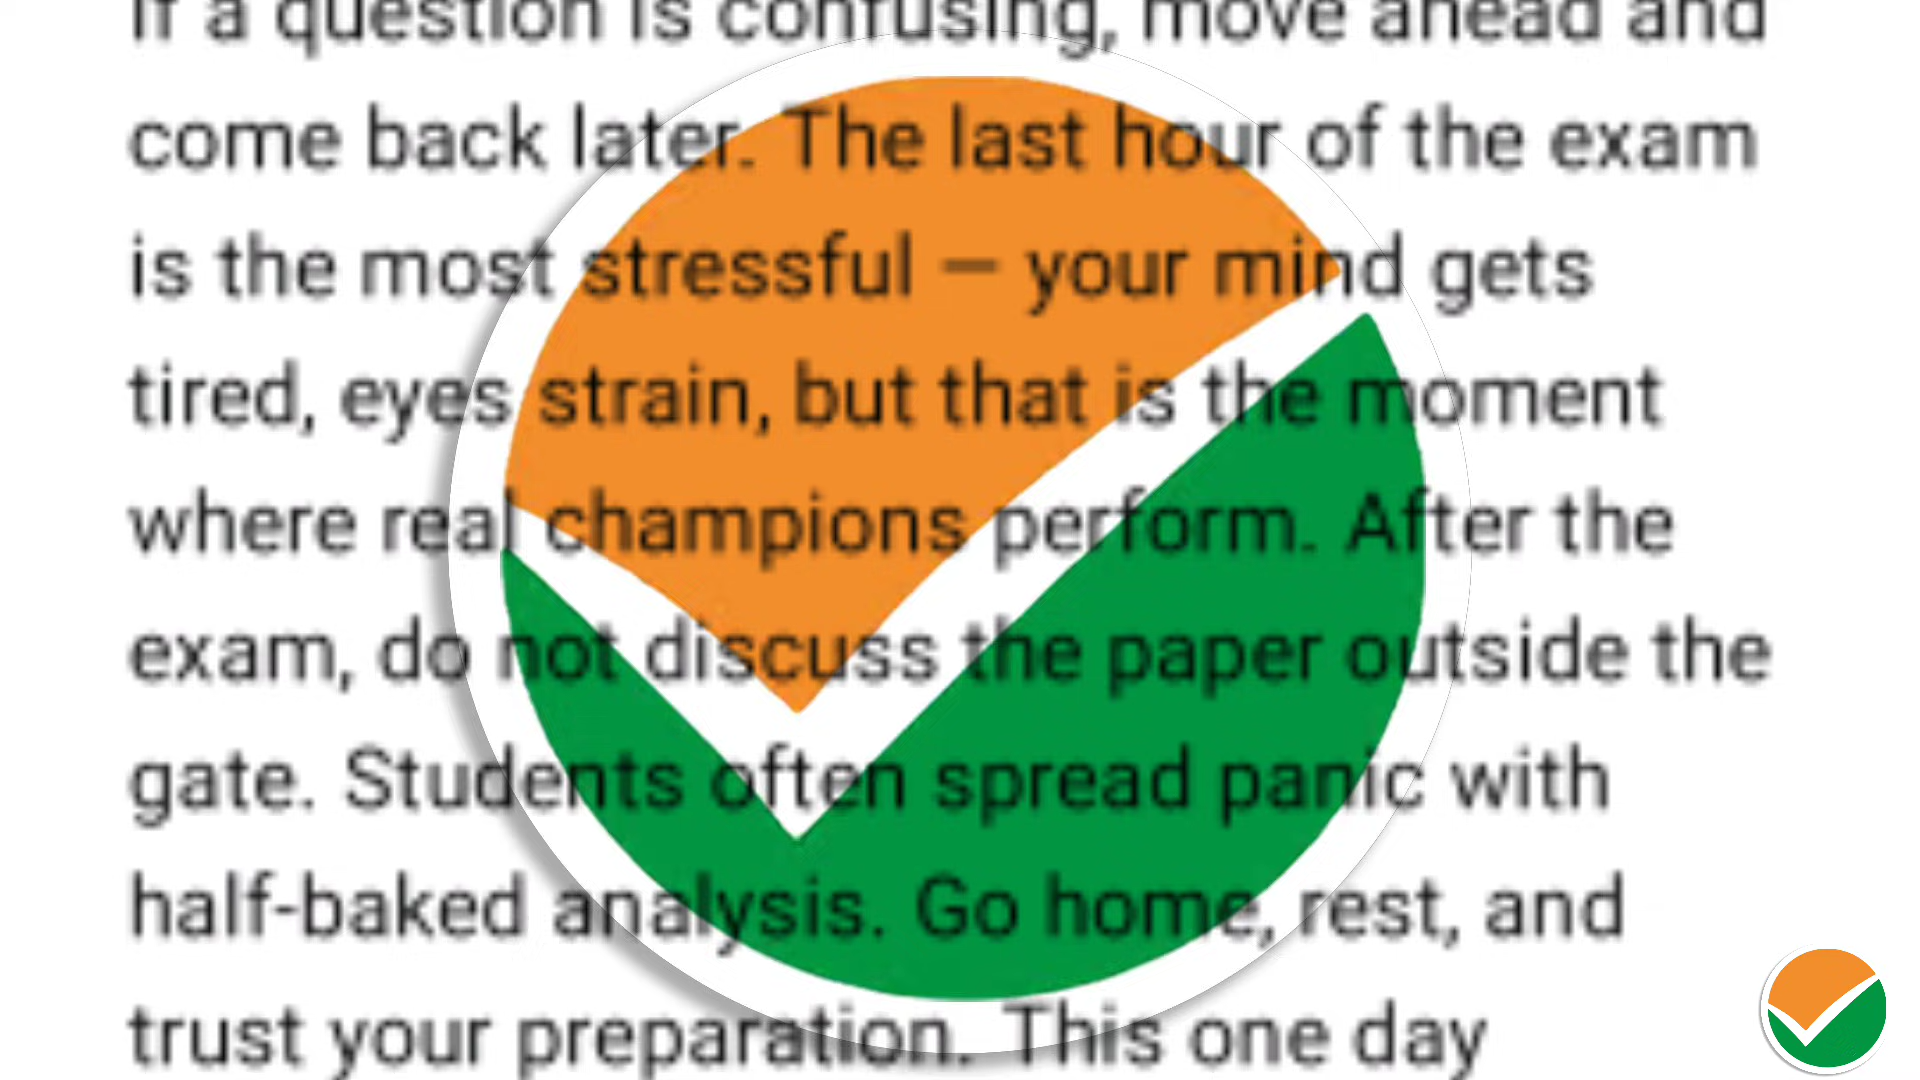 If a question is confusing, move ahead and
come back later. The last hour of the exam
is the most stressful — your mind gets
tired, eyes strain, but that is the moment
where real champions perform. After the
exam, do not discuss the paper outside the
gate. Students often spread panic with
half-baked analysis. Go home, rest, and
trust your preparation. This one day